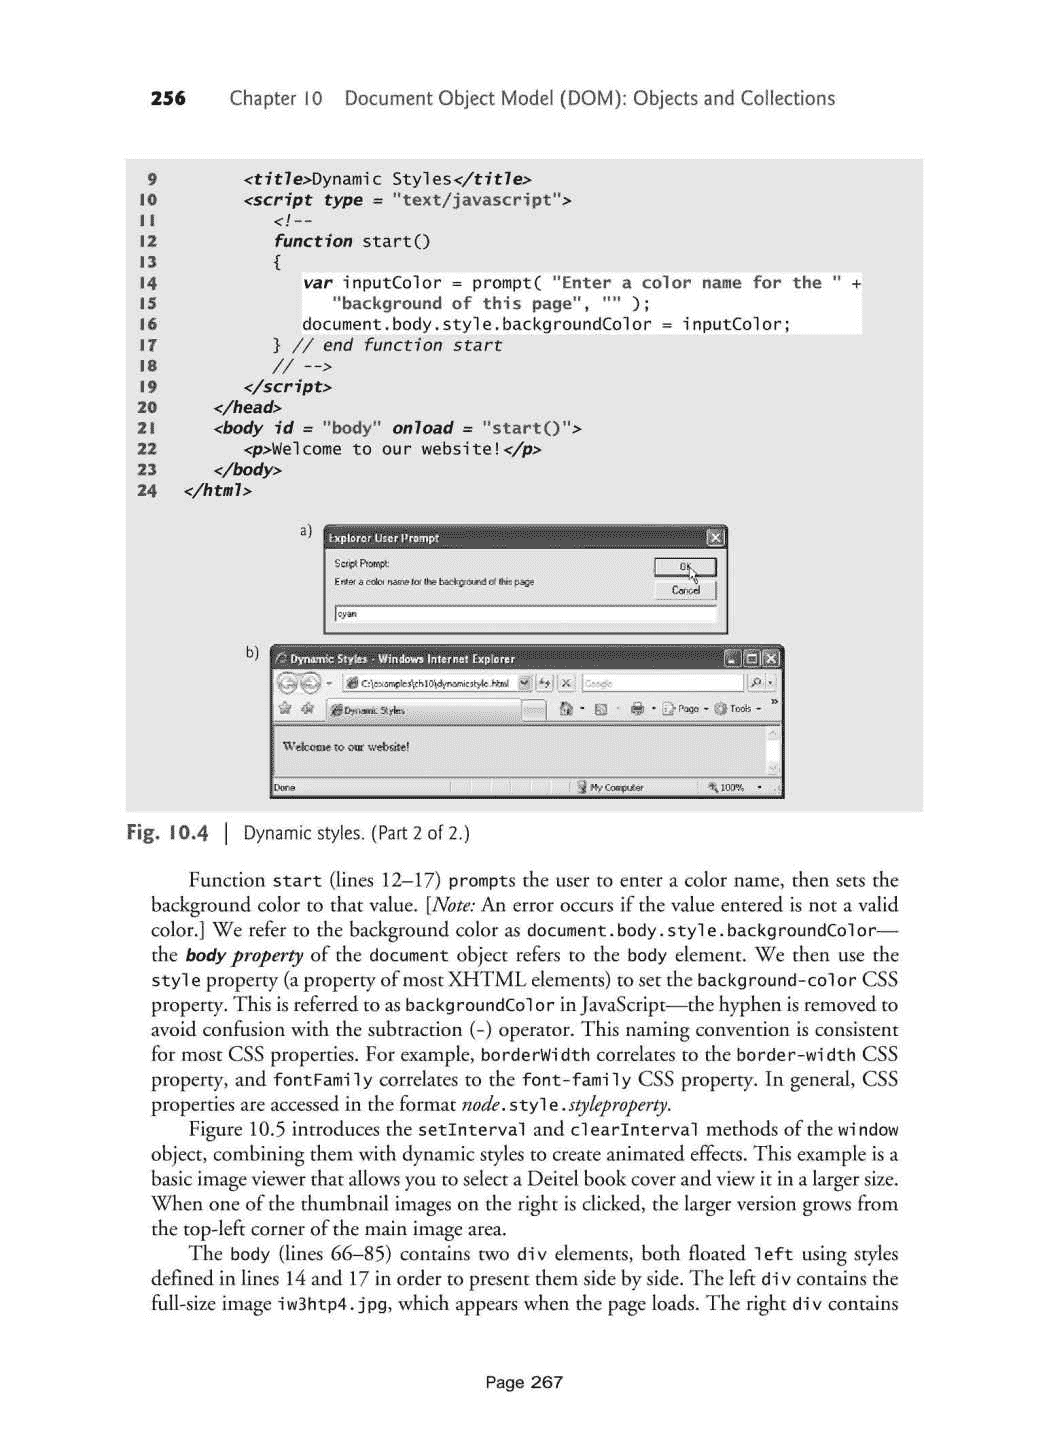 256 Chapter 10 Document Object Model (DOM): Objects and Collections
9 <title>Dynamic Styles</title>
10 <script type = "text/javascript">
11 <!--
12 function start()
13 {
14 var inputColor = prompt( "Enter a color name for the " +
15 "background of this page", "" );
16 document.body.style.backgroundColor = inputColor;
17 } // end function start
18 // -->
19 </script>
20 </head>
21 <body id = "body" onload = "start()">
22 <p>Welcome to our website!</p>
23 </body>
24 </html>
a)
Explorer User Prompt
Script Prompt:
OK
Enter a color name for the background of this page
Cancel
cyan
b)
Dynamic Styles - Windows Internet Explorer
C:\examples\ch10\dynamicstyle.html
Google
Dynamic Styles
Page
Tools
Welcome to our website!
Done
My Computer
100%
Fig. 10.4 | Dynamic styles. (Part 2 of 2.)
Function start (lines 12–17) prompts the user to enter a color name, then sets the
background color to that value. [Note: An error occurs if the value entered is not a valid
color.] We refer to the background color as document.body.style.backgroundColor—
the body property of the document object refers to the body element. We then use the
style property (a property of most XHTML elements) to set the background-color CSS
property. This is referred to as backgroundColor in JavaScript—the hyphen is removed to
avoid confusion with the subtraction (-) operator. This naming convention is consistent
for most CSS properties. For example, borderWidth correlates to the border-width CSS
property, and fontFamily correlates to the font-family CSS property. In general, CSS
properties are accessed in the format node.style.styleproperty.
Figure 10.5 introduces the setInterval and clearInterval methods of the window
object, combining them with dynamic styles to create animated effects. This example is a
basic image viewer that allows you to select a Deitel book cover and view it in a larger size.
When one of the thumbnail images on the right is clicked, the larger version grows from
the top-left corner of the main image area.
The body (lines 66–85) contains two div elements, both floated left using styles
defined in lines 14 and 17 in order to present them side by side. The left div contains the
full-size image iw3htp4.jpg, which appears when the page loads. The right div contains
Page 267